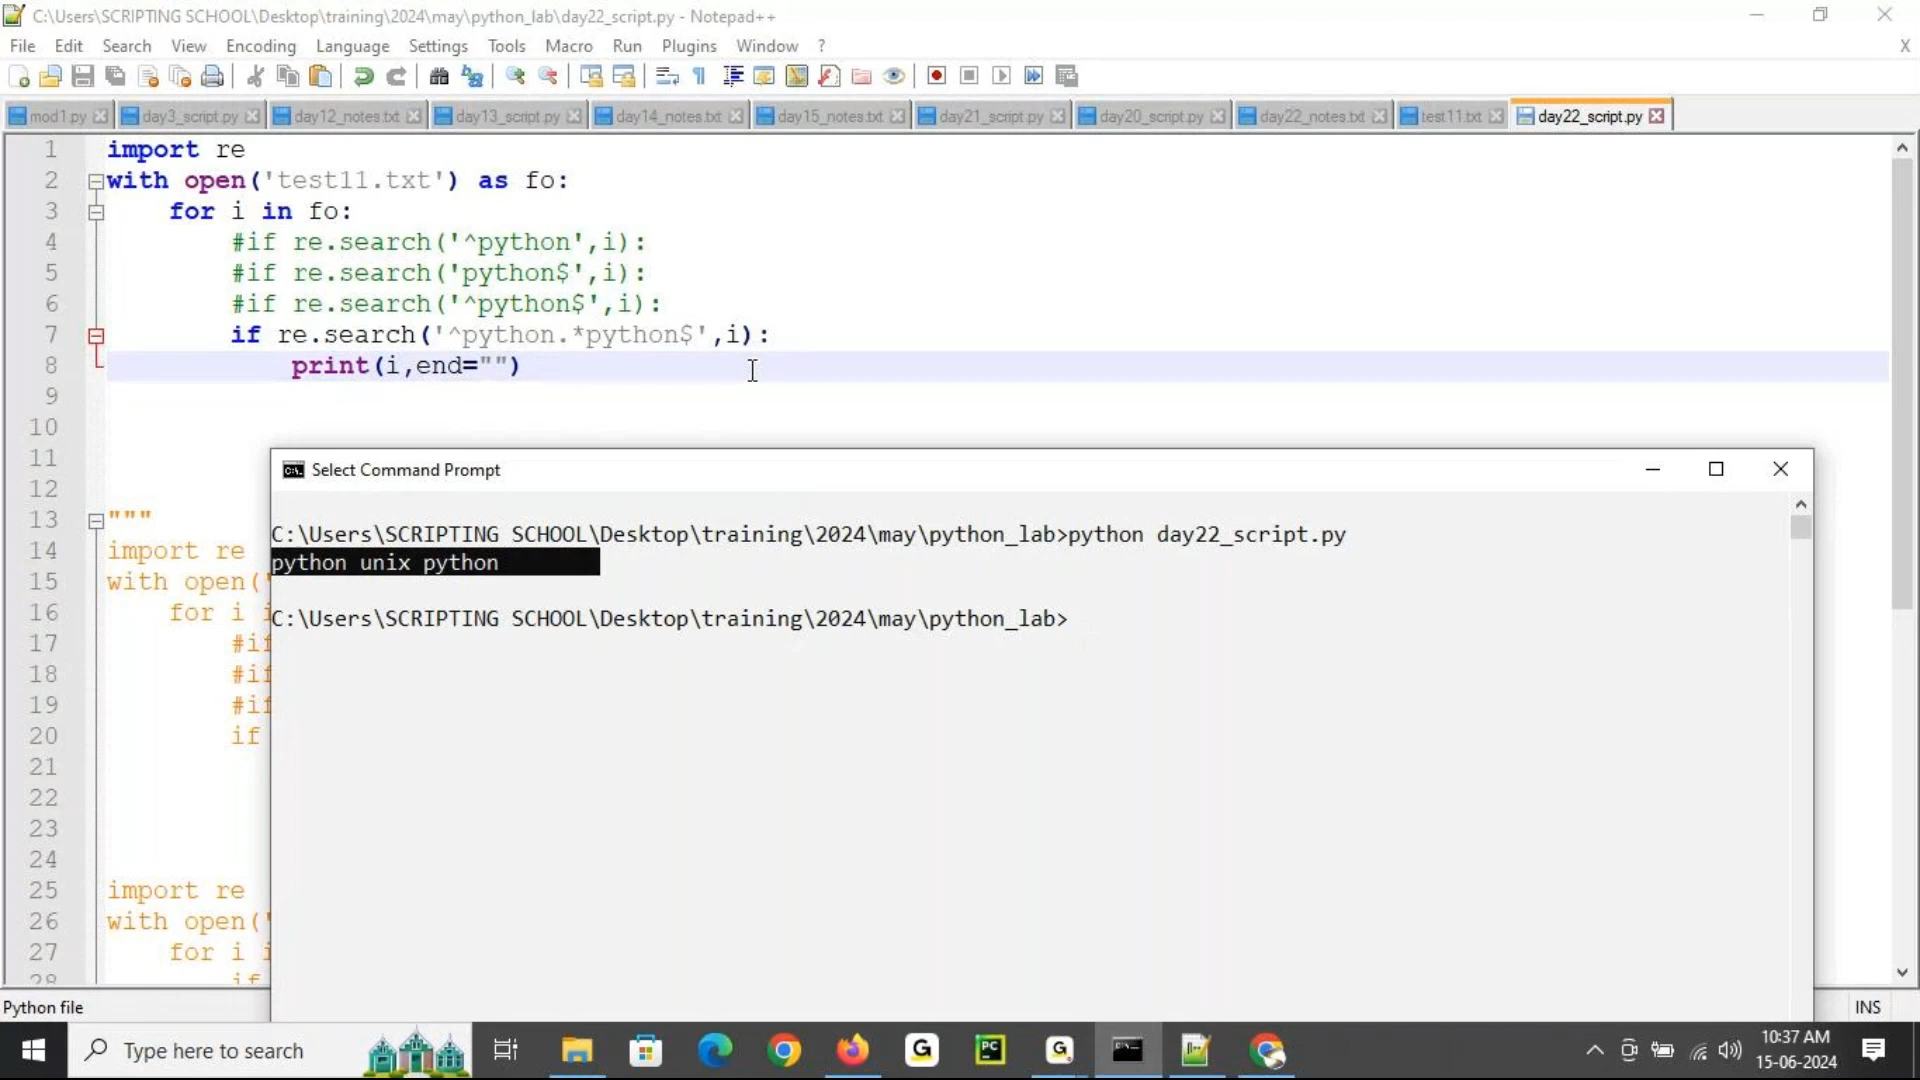 C:\Users\SCRIPTING SCHOOL\Desktop\training\2024\may\python_lab\day22_script.py - Notepad++
File Edit Search View Encoding Language Settings Tools Macro Run Plugins Window ? X
mod1.py day3_script.py day12_notes.txt day13_script.py day14_notes.txt day15_notes.txt day21_script.py day20_script.py day22_notes.txt test11.txt day22_script.py
1 import re
2 with open('test11.txt') as fo:
3 for i in fo:
4 #if re.search('^python',i):
5 #if re.search('python$',i):
6 #if re.search('^python$',i):
7 if re.search('^python.*python$',i):
8 print(i,end="")
9
10
11
12
13 """
14 import re
15 with open('
16 for i i
17 #if
18 #if
19 #if
20 if
21
22
23
24
25 import re
26 with open('
27 for i i
28 if
Select Command Prompt
C:\Users\SCRIPTING SCHOOL\Desktop\training\2024\may\python_lab>python day22_script.py
python unix python
C:\Users\SCRIPTING SCHOOL\Desktop\training\2024\may\python_lab>
Python file
INS
Type here to search
10:37 AM
15-06-2024